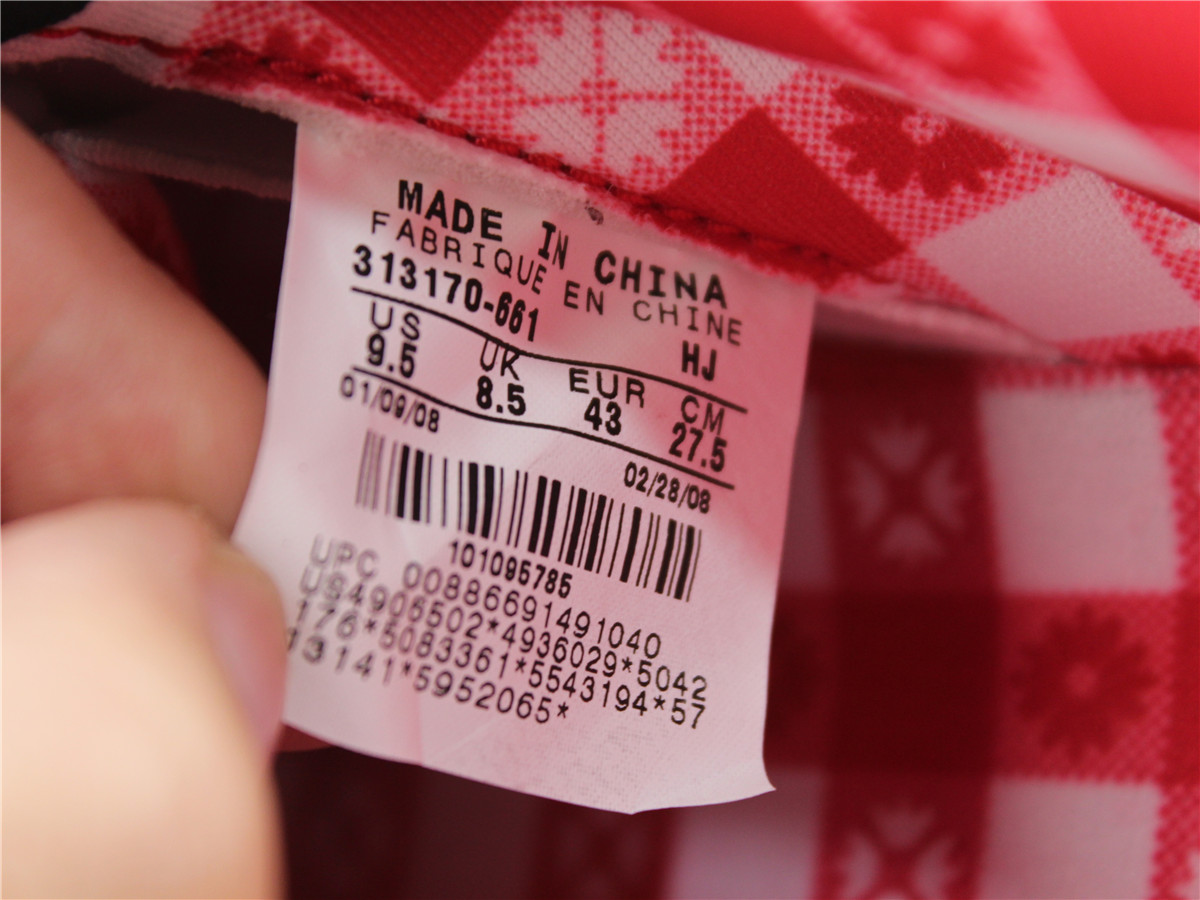 MADE IN CHINA
FABRIQUE EN CHINE
313170-661 HJ
US UK EUR CM
9.5 8.5 43 27.5
01/09/08 02/28/08
101095785
UPC 00886691491040
US4906502*4936029*5042
176*5083361*5543194*57
13141*5952065*